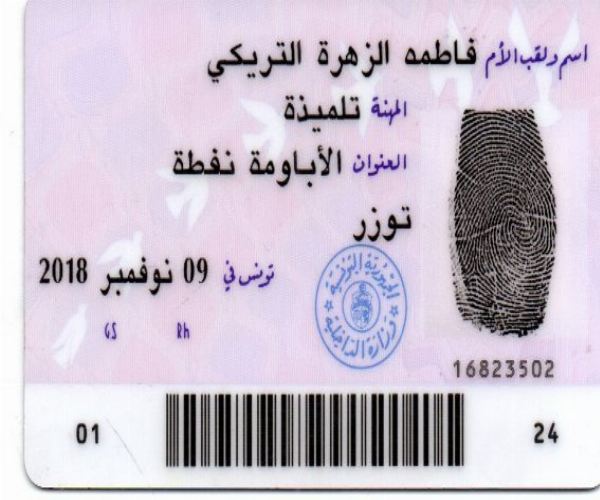 اسم ولقب الأم فاطمه الزهرة التريكي
المهنة تلميذة
العنوان الأباومة نفطة
توزر
تونس في 09 نوفمبر 2018
GS Rh
الجمهورية التونسية
وزارة الداخلية
16823502
01 24